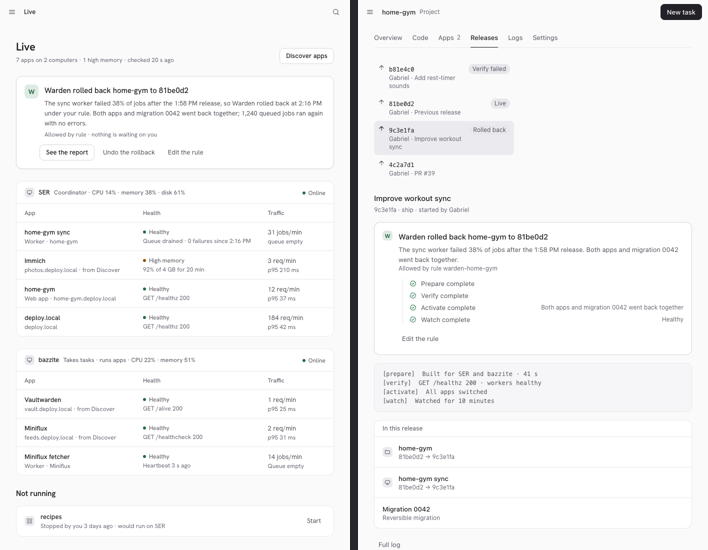 Live
Live
7 apps on 2 computers · 1 high memory · checked 20 s ago
Discover apps
W
Warden rolled back home-gym to 81be0d2
The sync worker failed 38% of jobs after the 1:58 PM release, so Warden rolled back at 2:16 PM
under your rule. Both apps and migration 0042 went back together; 1,240 queued jobs ran again
with no errors.
Allowed by rule · nothing is waiting on you
See the report
Undo the rollback
Edit the rule
SER Coordinator · CPU 14% · memory 38% · disk 61%
Online
App Health Traffic
home-gym sync Healthy 31 jobs/min
Worker · home-gym Queue drained · 0 failures since 2:16 PM queue empty
Immich High memory 3 req/min
photos.deploy.local · from Discover 92% of 4 GB for 20 min p95 210 ms
home-gym Healthy 12 req/min
Web app · home-gym.deploy.local GET /healthz 200 p95 37 ms
deploy.local Healthy 184 req/min
deploy.local GET /healthz 200 p95 42 ms
bazzite Takes tasks · runs apps · CPU 22% · memory 51%
Online
App Health Traffic
Vaultwarden Healthy 1 req/min
vault.deploy.local · from Discover GET /alive 200 p95 25 ms
Miniflux Healthy 2 req/min
feeds.deploy.local · from Discover GET /healthcheck 200 p95 31 ms
Miniflux fetcher Healthy 14 jobs/min
Worker · Miniflux Heartbeat 3 s ago Queue empty
Not running
recipes
Stopped by you 3 days ago · would run on SER
Start
home-gym Project
New task
Overview Code Apps 2 Releases Logs Settings
b81e4c0 Verify failed
Gabriel · Add rest-timer
sounds
81be0d2 Live
Gabriel · Previous release
9c3e1fa Rolled back
Gabriel · Improve workout
sync
4c2a7d1
Gabriel · PR #39
Improve workout sync
9c3e1fa · ship · started by Gabriel
W
Warden rolled back home-gym to 81be0d2
The sync worker failed 38% of jobs after the 1:58 PM release. Both apps and migration 0042
went back together.
Allowed by rule warden-home-gym
Prepare complete
Verify complete
Activate complete Both apps and migration 0042 went back together
Watch complete Healthy
Edit the rule
[prepare] Built for SER and bazzite · 41 s
[verify] GET /healthz 200 · workers healthy
[activate] All apps switched
[watch] Watched for 10 minutes
In this release
home-gym
81be0d2 → 9c3e1fa
home-gym sync
81be0d2 → 9c3e1fa
Migration 0042
Reversible migration
Full log